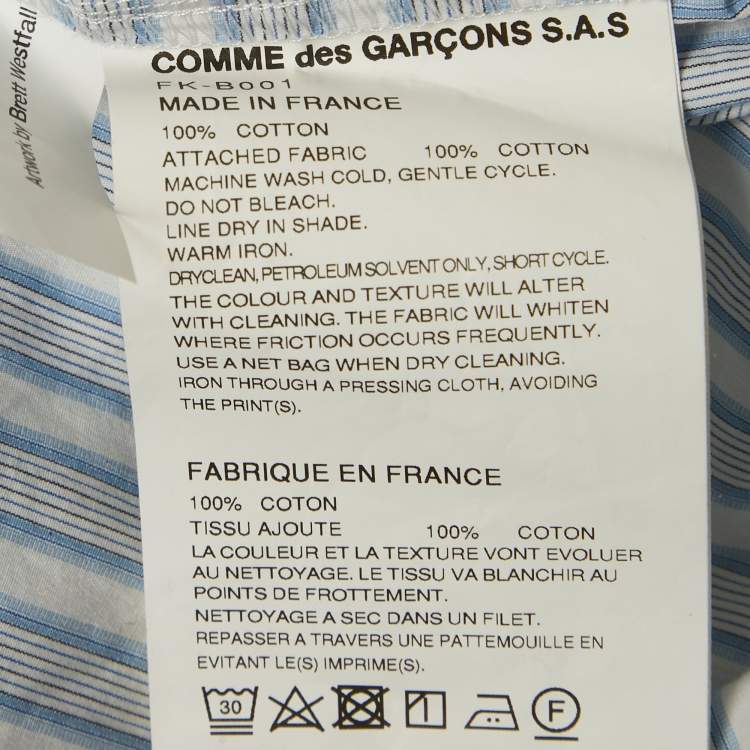 Artwork by Brett Westfall
COMME des GARÇONS S.A.S
FK-B001
MADE IN FRANCE
100% COTTON
ATTACHED FABRIC 100% COTTON
MACHINE WASH COLD, GENTLE CYCLE.
DO NOT BLEACH.
LINE DRY IN SHADE.
WARM IRON.
DRYCLEAN, PETROLEUM SOLVENT ONLY, SHORT CYCLE.
THE COLOUR AND TEXTURE WILL ALTER
WITH CLEANING. THE FABRIC WILL WHITEN
WHERE FRICTION OCCURS FREQUENTLY.
USE A NET BAG WHEN DRY CLEANING.
IRON THROUGH A PRESSING CLOTH, AVOIDING
THE PRINT(S).
FABRIQUE EN FRANCE
100% COTON
TISSU AJOUTE 100% COTON
LA COULEUR ET LA TEXTURE VONT EVOLUER
AU NETTOYAGE. LE TISSU VA BLANCHIR AU
POINTS DE FROTTEMENT.
NETTOYAGE A SEC DANS UN FILET.
REPASSER A TRAVERS UNE PATTEMOUILLE EN
EVITANT LE(S) IMPRIME(S).
30 F